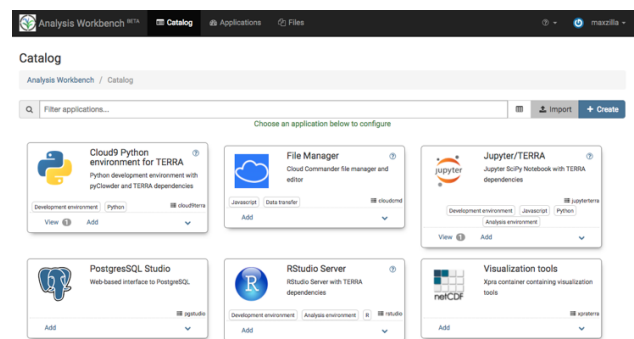 Analysis Workbench BETA Catalog Applications Files maxzilla
Catalog
Analysis Workbench / Catalog
Filter applications... Import + Create
Choose an application below to configure
Cloud9 Python
environment for TERRA
Python development environment with
pyClowder and TERRA dependencies
Development environment Python cloud9terra
View 1 Add
File Manager
Cloud Commander file manager and
editor
Javascript Data transfer cloudcmd
Add
jupyter
Jupyter/TERRA
Jupyter SciPy Notebook with TERRA
dependencies
jupyterterra
Development environment Javascript Python
Analysis environment
View 1 Add
PostgresSQL Studio
Web-based interface to PostgreSQL
pgstudio
Add
R
RStudio Server
RStudio Server with TERRA
dependencies
Development environment Analysis environment R rstudio
Add
netCDF
Visualization tools
Xpra container containing visualization
tools
xpraterra
Add